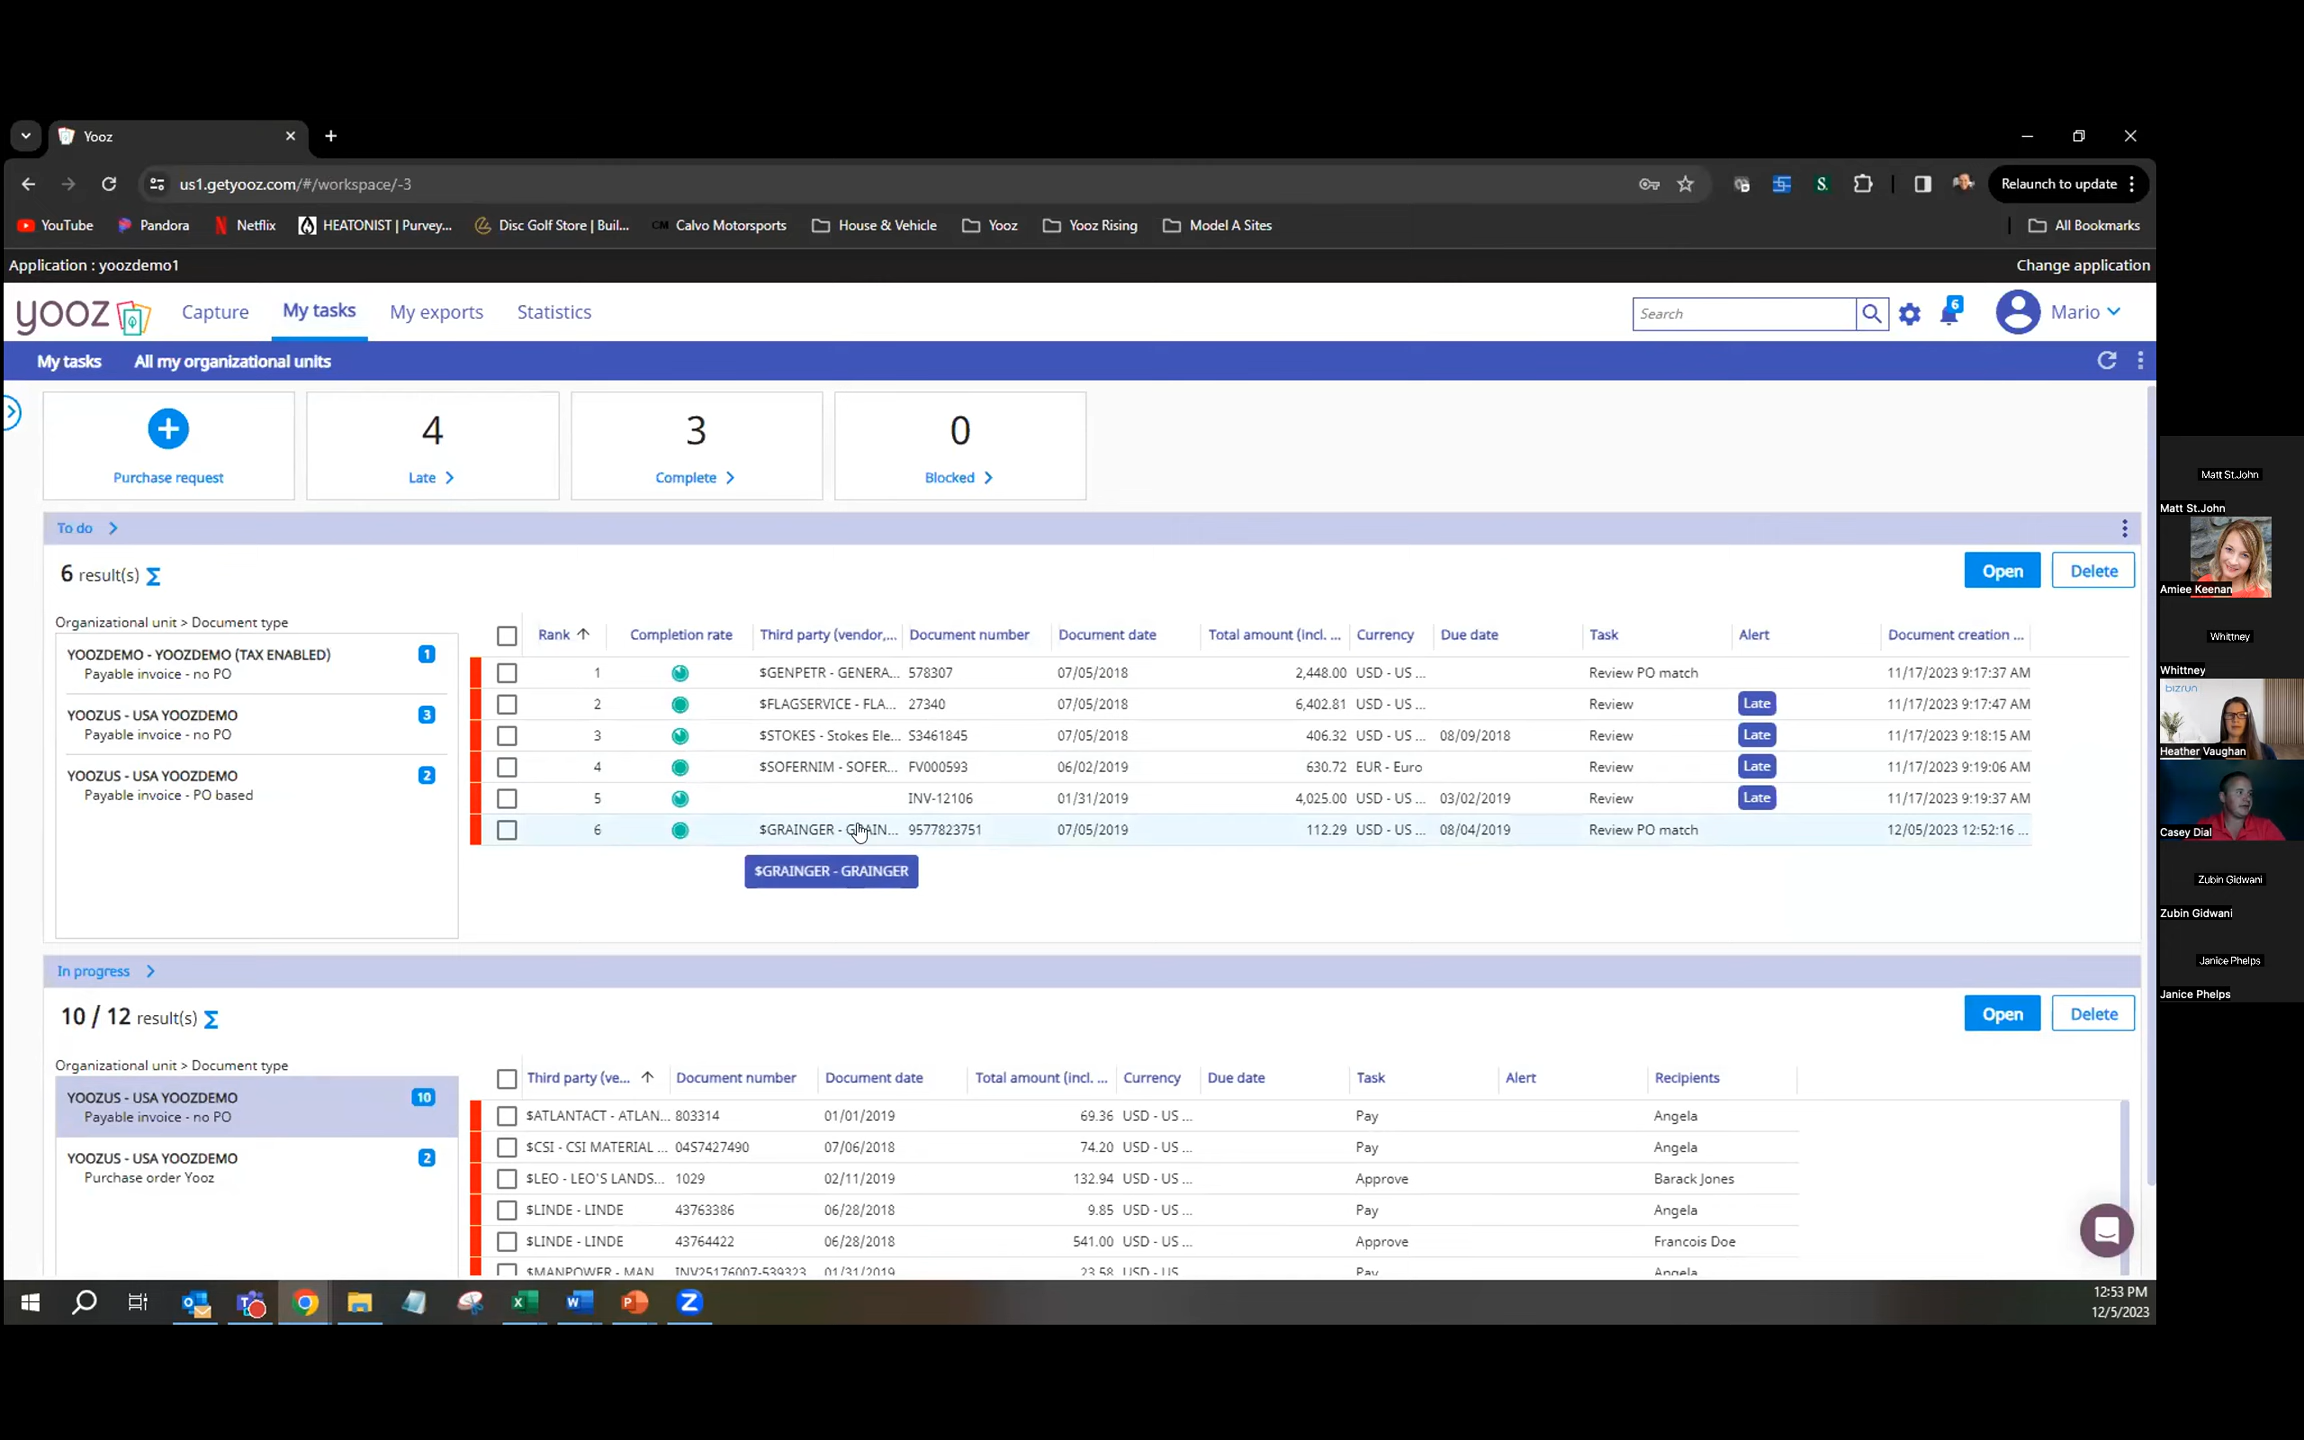 Yooz
us1.getyooz.com/#/workspace/-3
Relaunch to update
YouTube
Pandora
Netflix
HEATONIST | Purvey...
Disc Golf Store | Buil...
CM Calvo Motorsports
House & Vehicle
Yooz
Yooz Rising
Model A Sites
All Bookmarks
Application : yoozdemo1
Change application
yooz
Capture
My tasks
My exports
Statistics
Search
6
Mario
My tasks
All my organizational units
Purchase request
4
Late
3
Complete
0
Blocked
To do
6 result(s)
Open
Delete
Organizational unit > Document type
YOOZDEMO - YOOZDEMO (TAX ENABLED) 1
Payable invoice - no PO
YOOZUS - USA YOOZDEMO 3
Payable invoice - no PO
YOOZUS - USA YOOZDEMO 2
Payable invoice - PO based
Rank Completion rate Third party (vendor,... Document number Document date Total amount (incl. ... Currency Due date Task Alert Document creation ...
1 $GENPETR - GENERA... 578307 07/05/2018 2,448.00 USD - US ... Review PO match 11/17/2023 9:17:37 AM
2 $FLAGSERVICE - FLA... 27340 07/05/2018 6,402.81 USD - US ... Review Late 11/17/2023 9:17:47 AM
3 $STOKES - Stokes Ele... S3461845 07/05/2018 406.32 USD - US ... 08/09/2018 Review Late 11/17/2023 9:18:15 AM
4 $SOFERNIM - SOFER... FV000593 06/02/2019 630.72 EUR - Euro Review Late 11/17/2023 9:19:06 AM
5 INV-12106 01/31/2019 4,025.00 USD - US ... 03/02/2019 Review Late 11/17/2023 9:19:37 AM
6 $GRAINGER - GRAIN... 9577823751 07/05/2019 112.29 USD - US ... 08/04/2019 Review PO match 12/05/2023 12:52:16 ...
$GRAINGER - GRAINGER
In progress
10 / 12 result(s)
Open
Delete
Organizational unit > Document type
YOOZUS - USA YOOZDEMO 10
Payable invoice - no PO
YOOZUS - USA YOOZDEMO 2
Purchase order Yooz
Third party (ve... Document number Document date Total amount (incl. ... Currency Due date Task Alert Recipients
$ATLANTACT - ATLAN... 803314 01/01/2019 69.36 USD - US ... Pay Angela
$CSI - CSI MATERIAL ... 0457427490 07/06/2018 74.20 USD - US ... Pay Angela
$LEO - LEO'S LANDS... 1029 02/11/2019 132.94 USD - US ... Approve Barack Jones
$LINDE - LINDE 43763386 06/28/2018 9.85 USD - US ... Pay Angela
$LINDE - LINDE 43764422 06/28/2018 541.00 USD - US ... Approve Francois Doe
$MANPOWER - MAN... INV25176007-539323 01/31/2019 23.58 USD - US ... Pay Angela
12:53 PM
12/5/2023
Matt St.John
Matt St.John
Amiee Keenan
Whittney
Whittney
bizrun
Heather Vaughan
Casey Dial
Zubin Gidwani
Zubin Gidwani
Janice Phelps
Janice Phelps